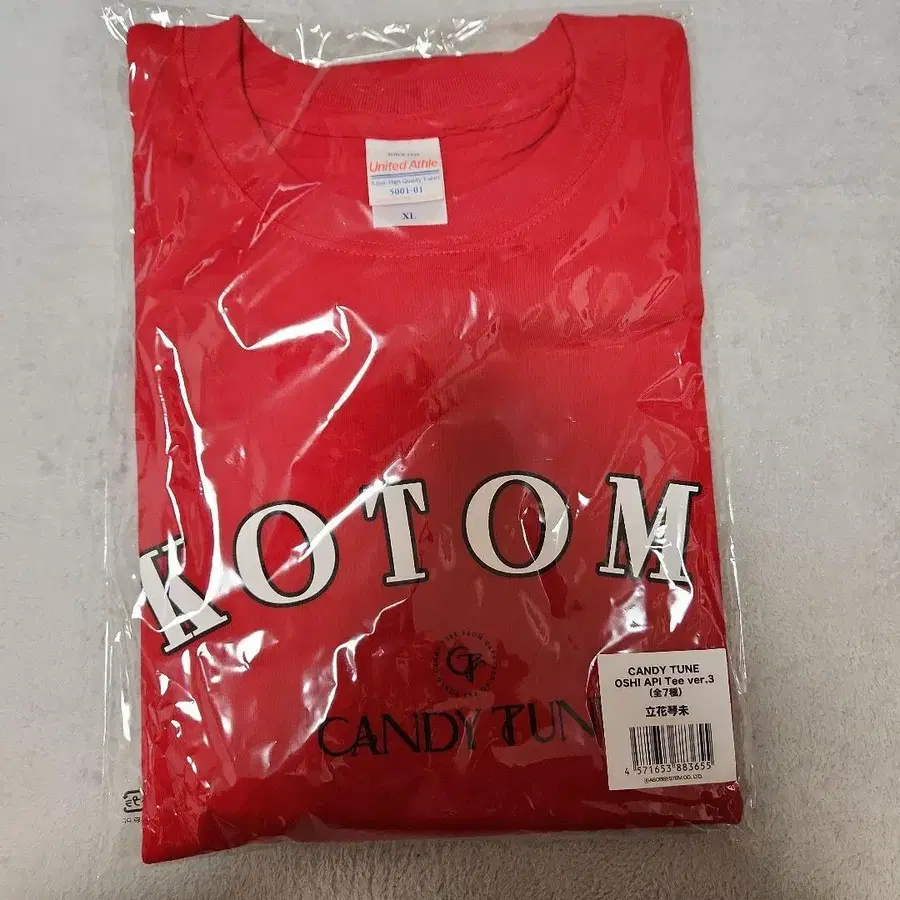 United Athle
5001-01
XL
KOTOM
CANDY TUNE
CANDY TUNE
OSHI API Tee ver.3
(全7種)
立花琴未
4 571653 883655